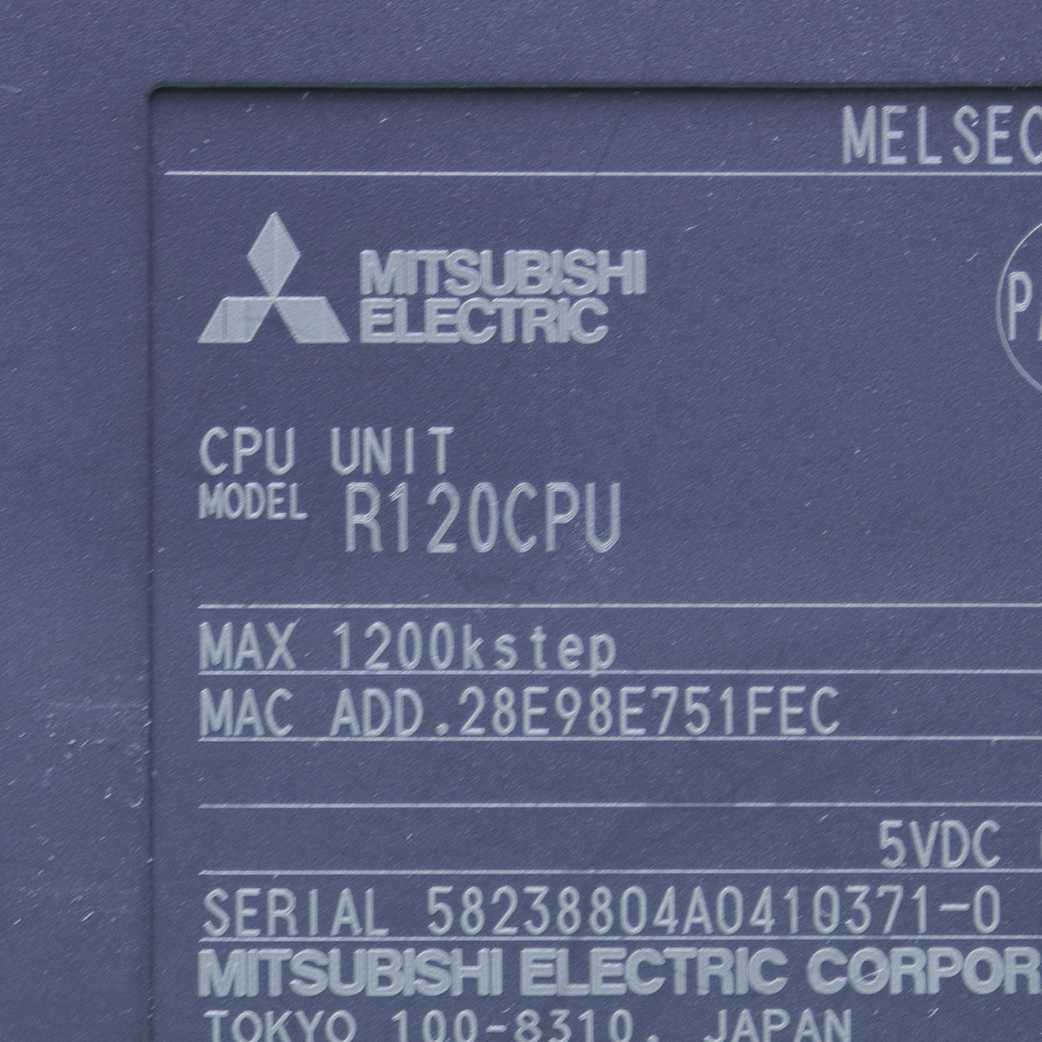 MELSEC
MITSUBISHI
ELECTRIC
CPU UNIT
MODEL R120CPU
MAX 1200kstep
MAC ADD.28E98E751FEC
5VDC
SERIAL 58238804A0410371-0
MITSUBISHI ELECTRIC CORPOR
TOKYO 100-8310, JAPAN